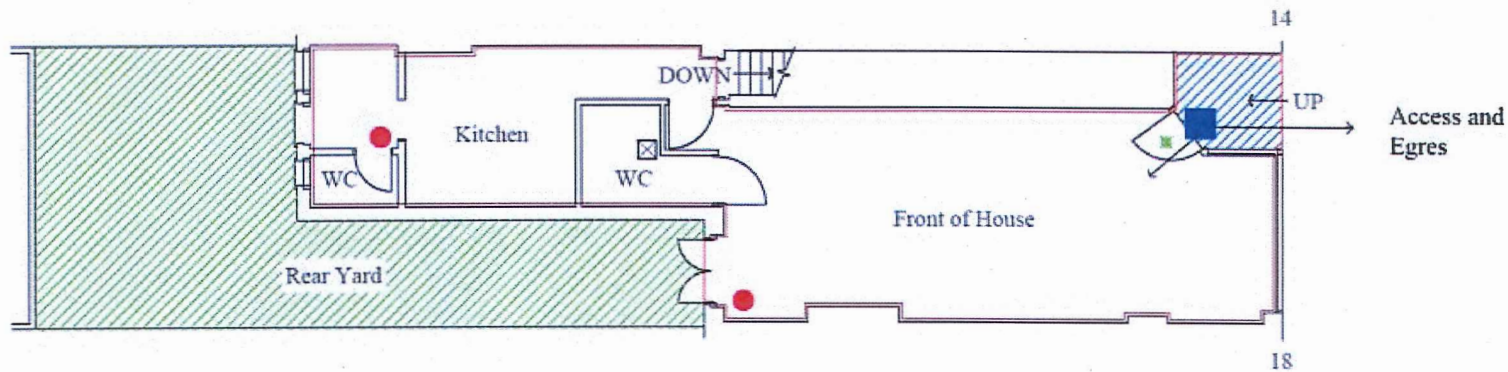 14
DOWN
UP
Access and
Egres
Kitchen
WC
WC
Front of House
Rear Yard
18